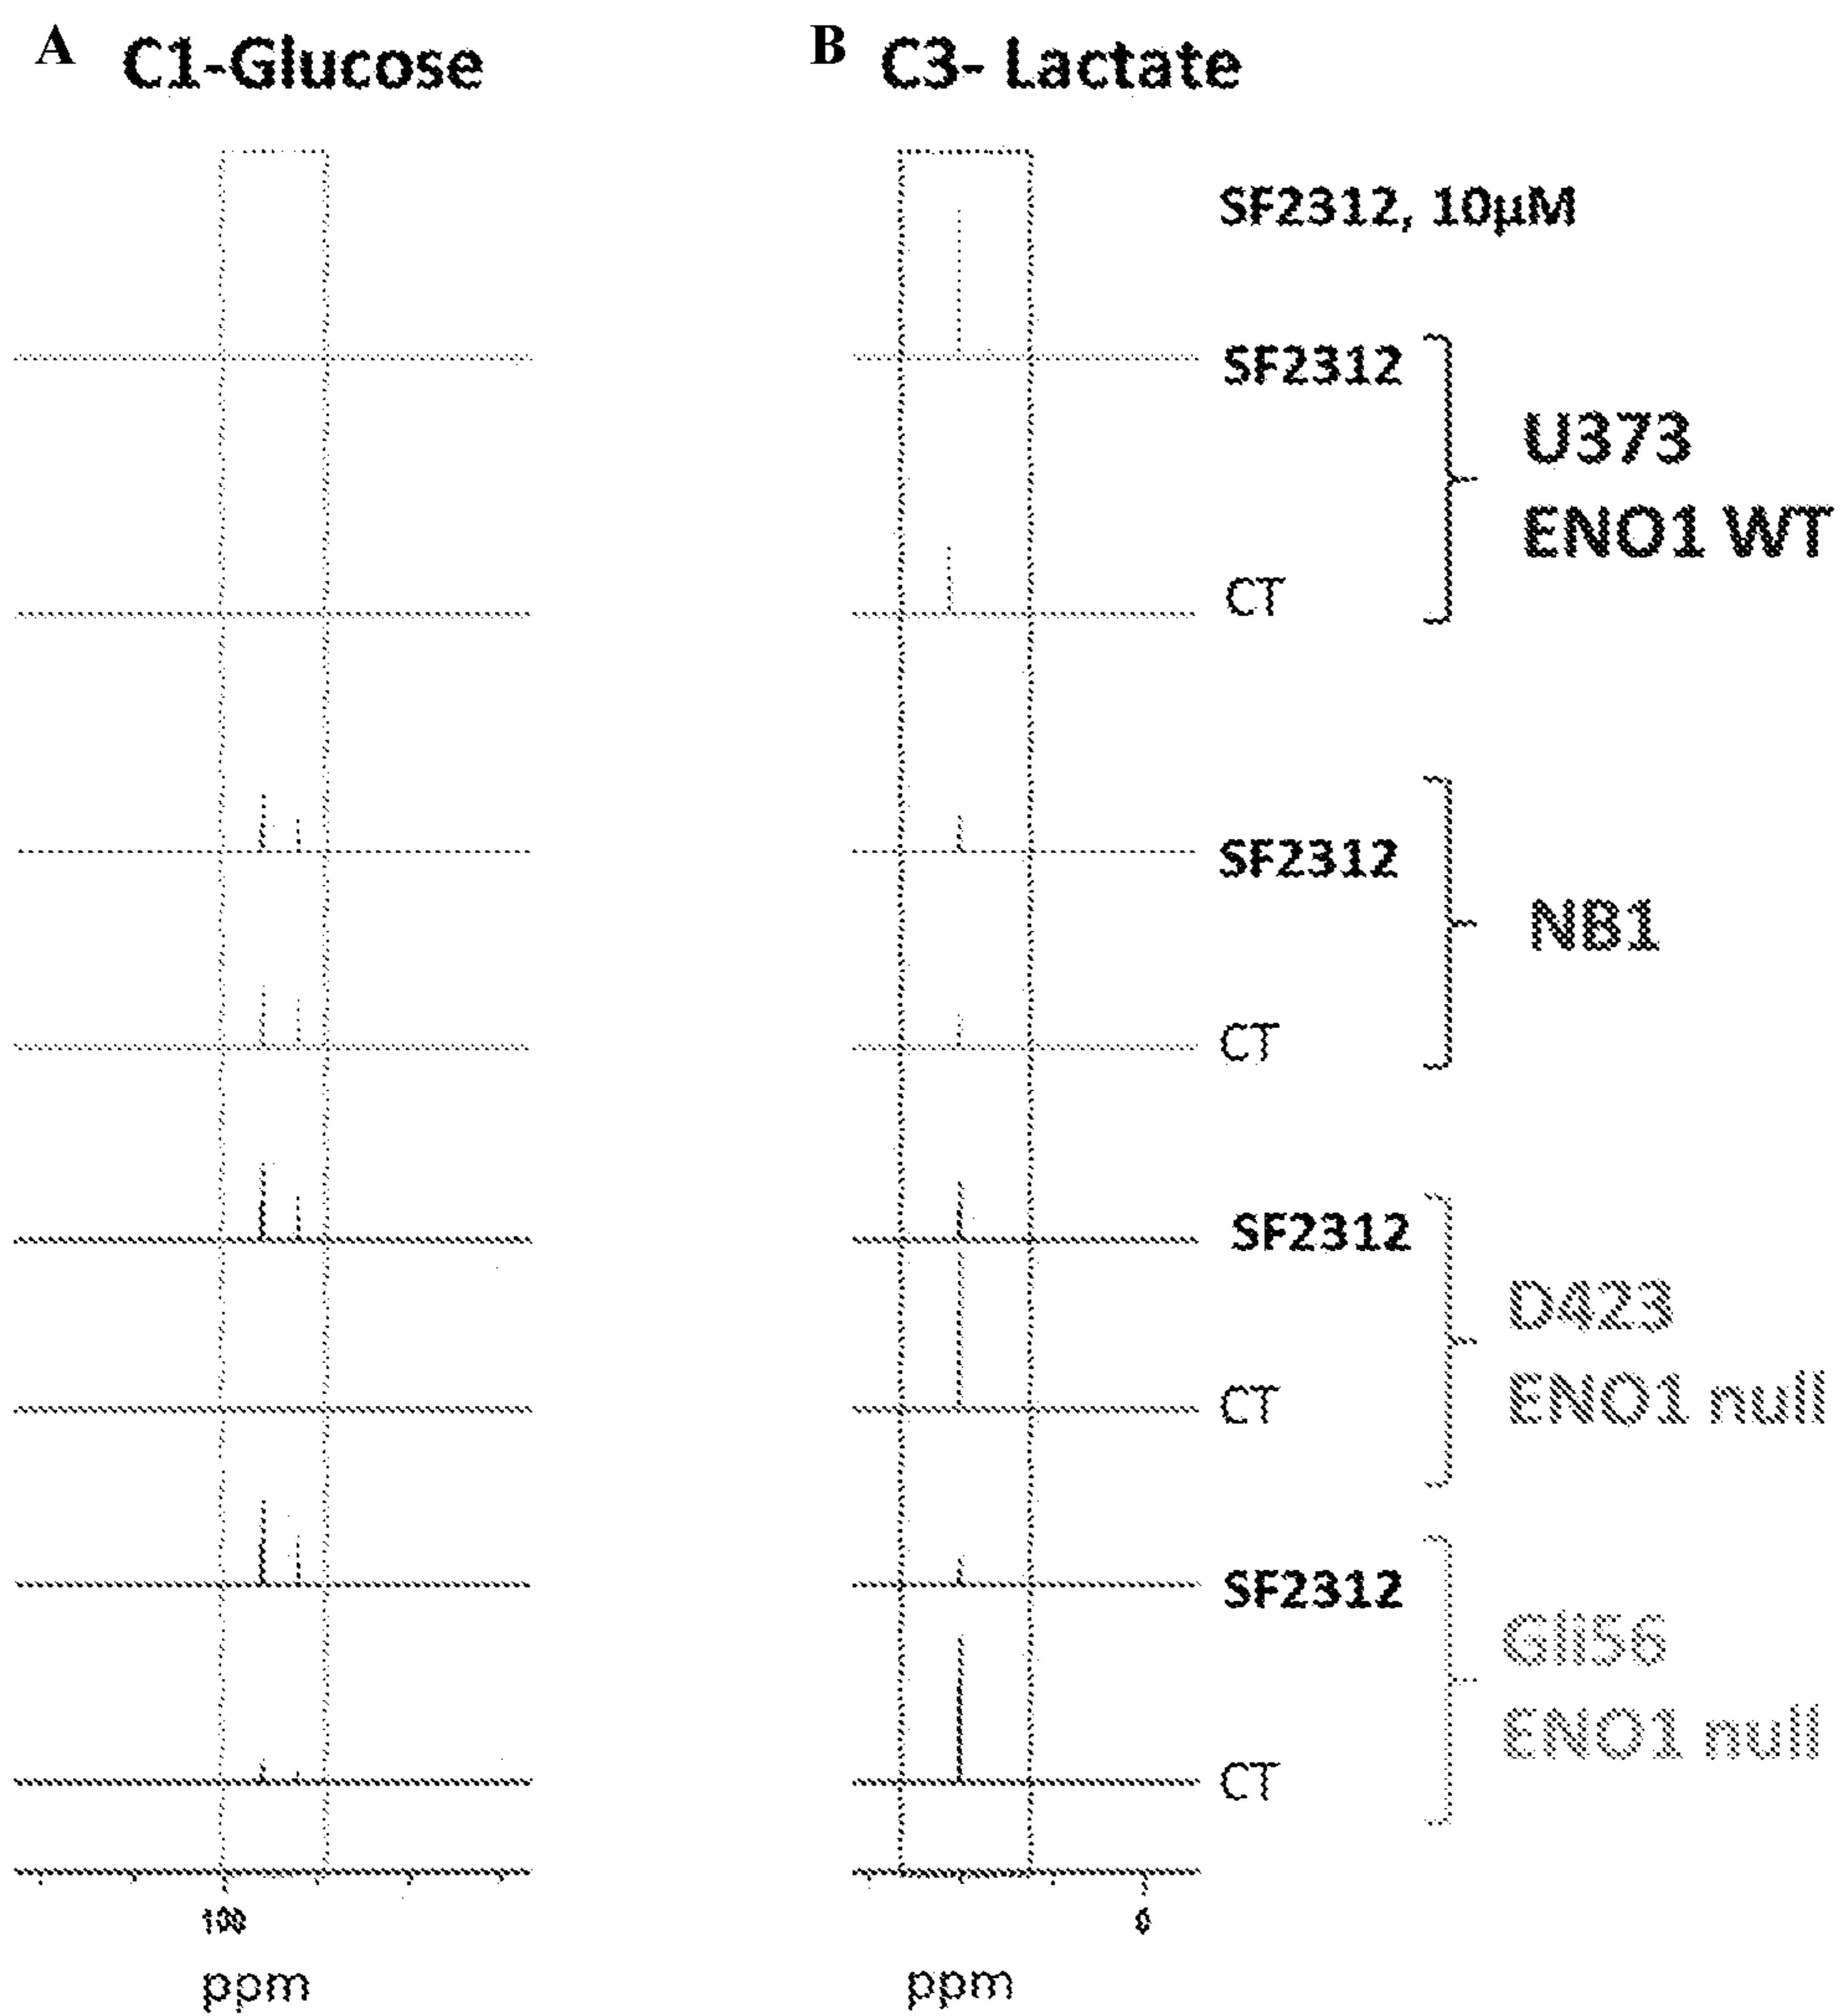 A C1-Glucose
B C3- Lactate
SF2312, 10µM
SF2312
U373
ENO1 WT
CT
SF2312
NB1
CT
SF2312
D423
ENO1 null
CT
SF2312
Gli56
ENO1 null
CT
100
0
ppm
ppm